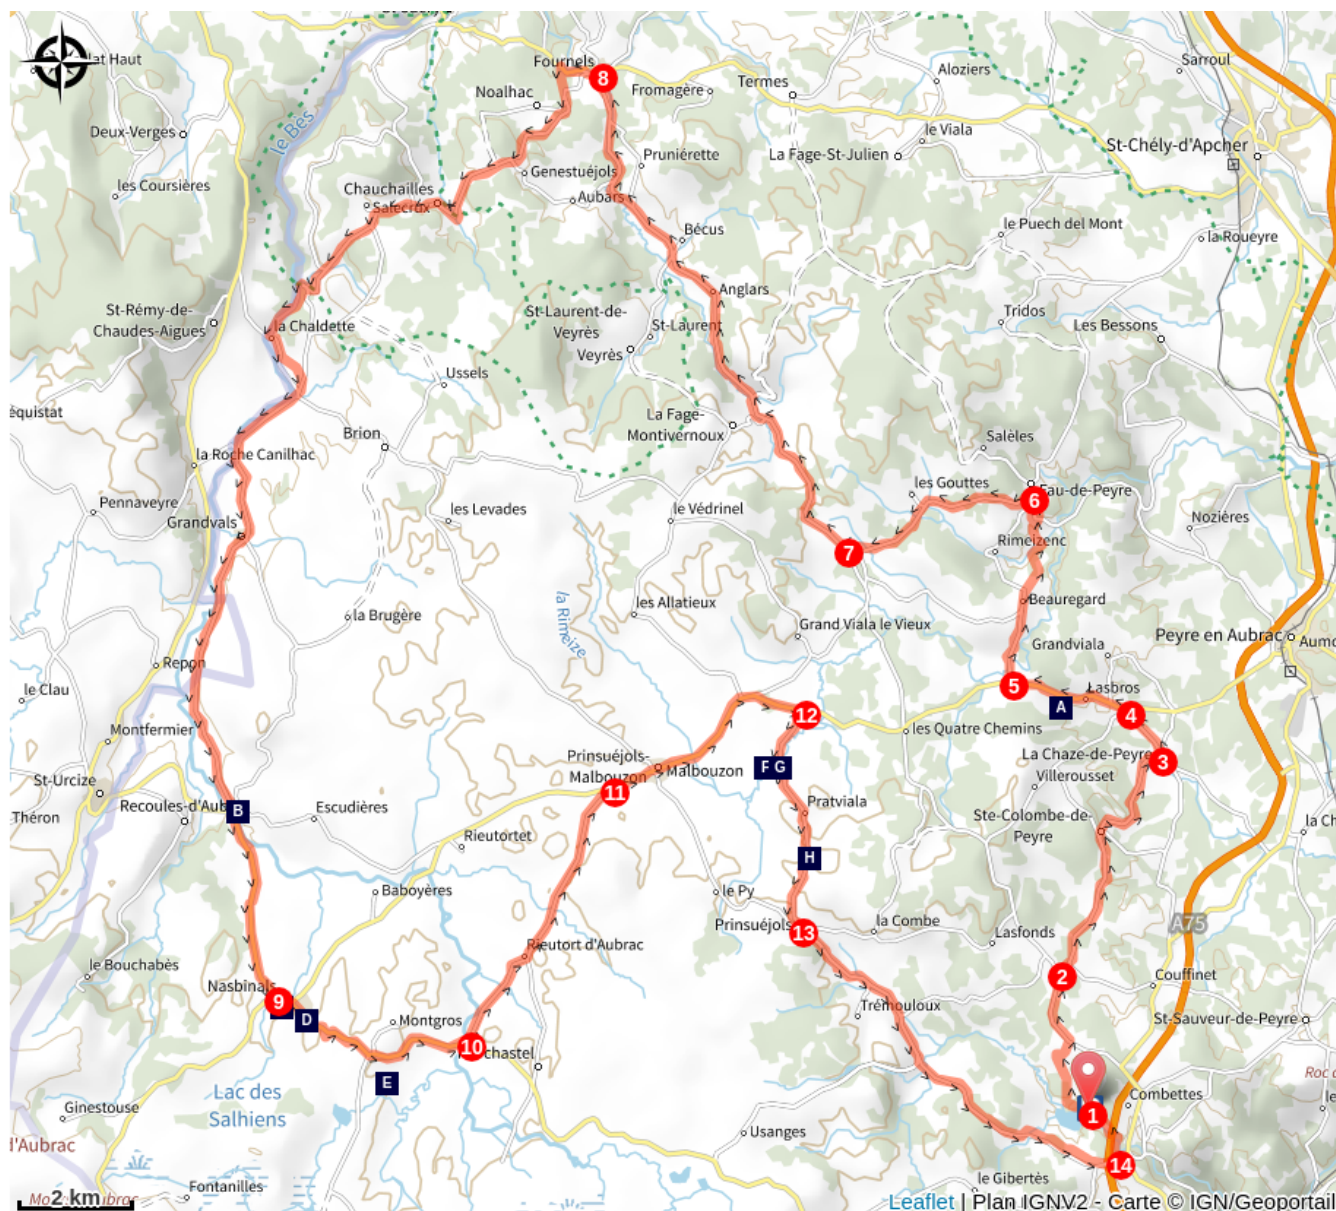 Fournels
8
Fromagère
Termes
Aloziers
Sarroul
Noalhac
le Bès
Deux-Verges
le Viala
St-Chély-d'Apcher
La Fage-St-Julien
Pruniérette
Genestuéjols
les Coursières
Chauchailles
Aubars
Bécus
le Puech del Mont
la Roueyre
Anglars
St-Rémy-de-
Chaudes-Aigues
la Chaldette
St-Laurent-de-
Veyrès
St-Laurent
Veyrès
Tridos
Les Bessons
Ussels
La Fage-
Montivernoux
Brion
Salèles
la Roche Canilhac
les Gouttes
Fau-de-Peyre
6
Pennaveyre
Grandvals
les Levades
le Védrinel
Nozières
Rimeizenc
7
la Rimeize
les Allatieux
Beauregard
la Brugère
Grand Viala le Vieux
Grandviala
Peyre en Aubrac
Repon
le Clau
5
Lasbros
A
4
12
Montfermier
les Quatre Chemins
La Chaze-de-Peyre
3
Villerousset
Prinsuéjols-
Malbouzon
Malbouzon
F G
St-Urcize
11
Recoules-d'Aub
B
Escudières
Pratviala
Théron
Ste-Colombe-de-
Peyre
Rieutortet
H
Baboyères
le Py
Prinsuéjols
13
la Combe
A75
Lasfonds
Rieutort d'Aubrac
le Bouchabès
2
Couffinet
Nasbinals
9
D
Montgros
Trémouloux
St-Sauveur-de-Peyre
10
chastel
E
Lac des
Salhiens
Roc d
Combettes
Ginestouse
1
d'Aubrac
Usanges
14
le Gibertès
Fontanilles
2 km
Leaflet | Plan IGNV2 - Carte © IGN/Geoportail